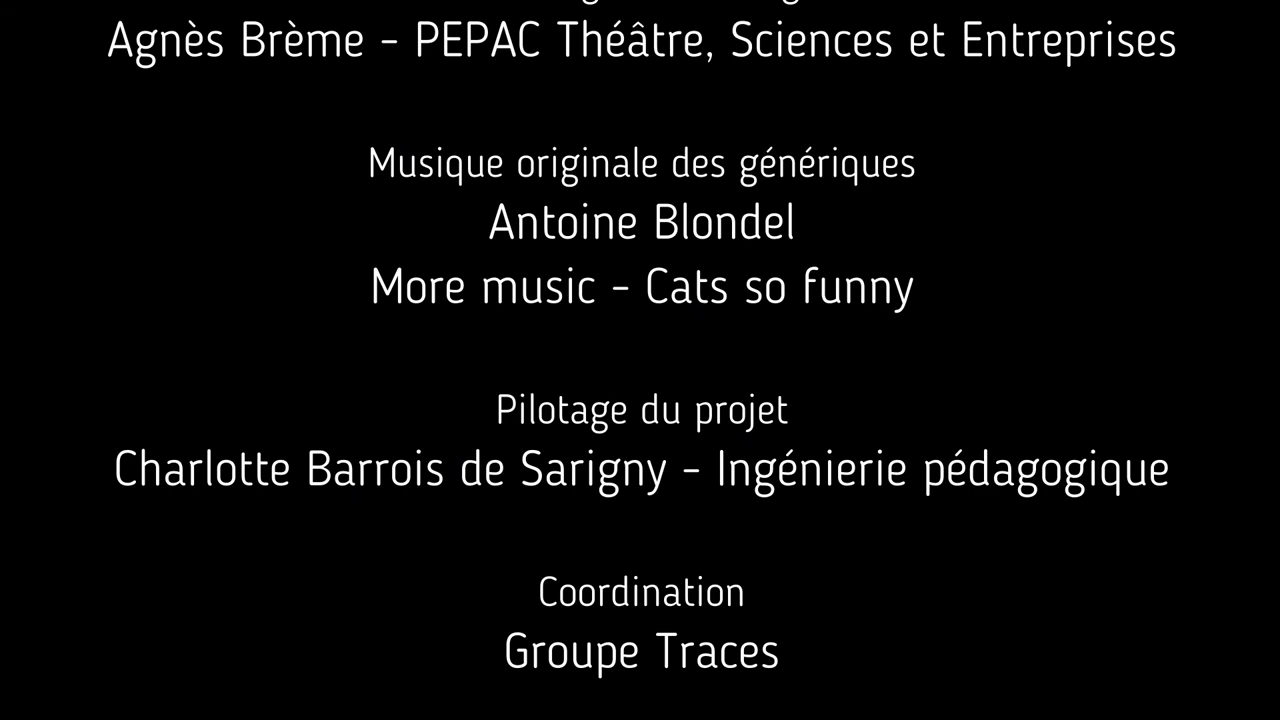 Agnès Brème - PEPAC Théâtre, Sciences et Entreprises
Musique originale des génériques
Antoine Blondel
More music - Cats so funny
Pilotage du projet
Charlotte Barrois de Sarigny - Ingénierie pédagogique
Coordination
Groupe Traces